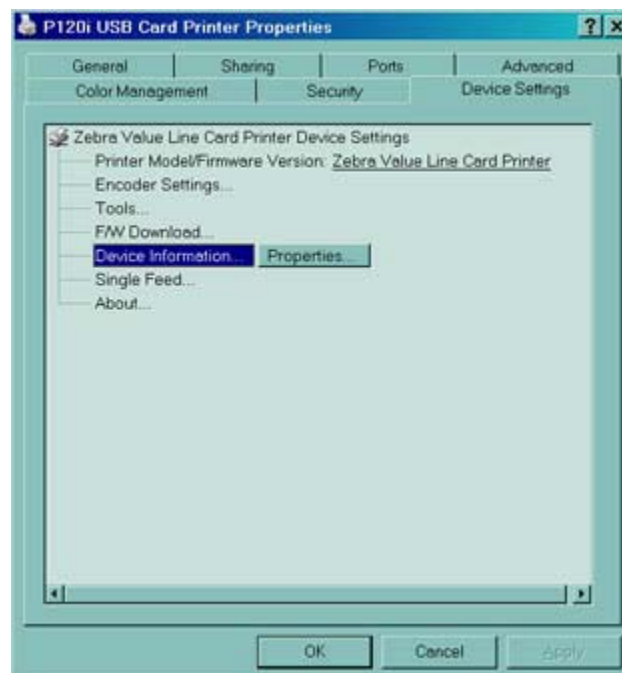 P120i USB Card Printer Properties
General Sharing Ports Advanced
Color Management Security Device Settings
Zebra Value Line Card Printer Device Settings
Printer Model/Firmware Version: Zebra Value Line Card Printer
Encoder Settings...
Tools...
F/W Download...
Device Information... Properties...
Single Feed...
About...
OK Cancel Apply